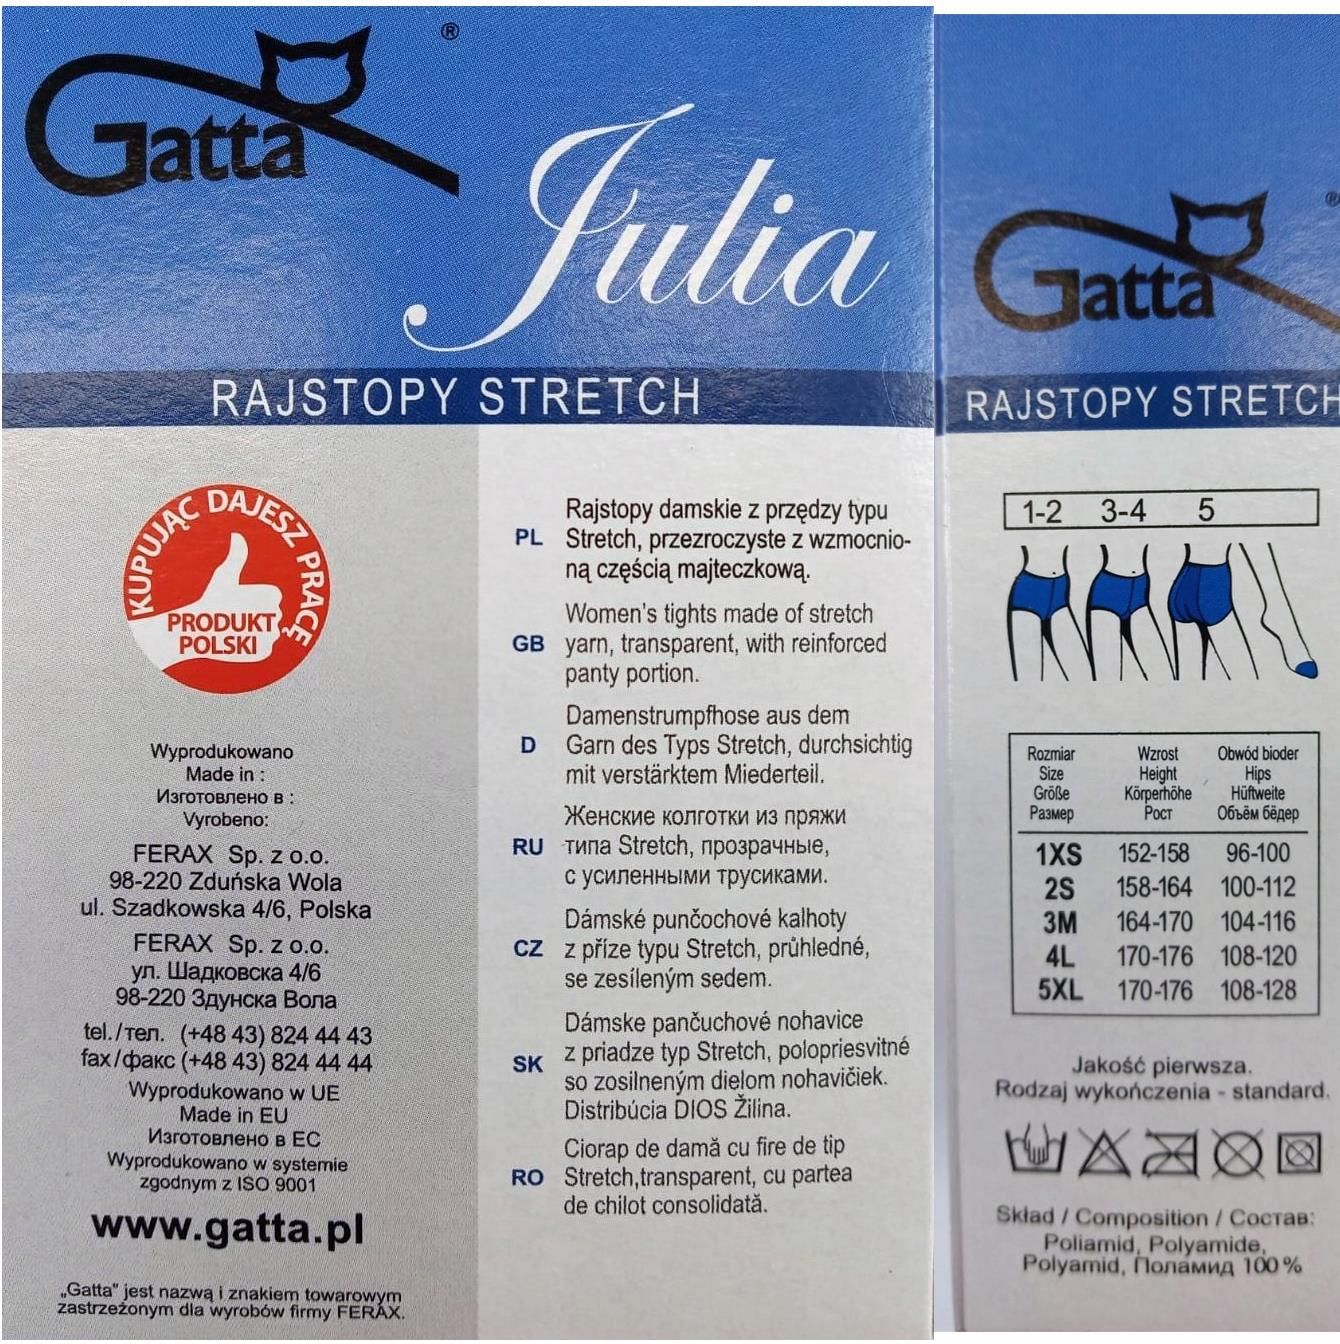 Gatta®
Julia
RAJSTOPY STRETCH
KUPUJĄC DAJESZ PRACĘ
PRODUKT
POLSKI
Wyprodukowano
Made in :
Изготовлено в :
Vyrobeno:
FERAX Sp. z o.o.
98-220 Zduńska Wola
ul. Szadkowska 4/6, Polska
FERAX Sp. z o.o.
ул. Шадковска 4/6
98-220 Здунска Вола
tel./тел. (+48 43) 824 44 43
fax/факс (+48 43) 824 44 44
Wyprodukowano w UE
Made in EU
Изготовлено в ЕС
Wyprodukowano w systemie
zgodnym z ISO 9001
www.gatta.pl
„Gatta" jest nazwą i znakiem towarowym
zastrzeżonym dla wyrobów firmy FERAX.
PL
Rajstopy damskie z przędzy typu
Stretch, przezroczyste z wzmocnio-
ną częścią majteczkową.
GB
Women's tights made of stretch
yarn, transparent, with reinforced
panty portion.
D
Damenstrumpfhose aus dem
Garn des Typs Stretch, durchsichtig
mit verstärktem Miederteil.
RU
Женские колготки из пряжи
типа Stretch, прозрачные,
с усиленными трусиками.
CZ
Dámské punčochové kalhoty
z příze typu Stretch, průhledné,
se zesíleným sedem.
SK
Dámske pančuchové nohavice
z priadze typ Stretch, polopriesvitné
so zosilneným dielom nohavičiek.
Distribúcia DIOS Žilina.
RO
Ciorap de damă cu fire de tip
Stretch,transparent, cu partea
de chilot consolidată.
Gatta®
RAJSTOPY STRETCH
1-2 3-4 5
Rozmiar Wzrost Obwód bioder
Size Height Hips
Größe Körperhöhe Hüftweite
Размер Рост Объём бёдер
1XS 152-158 96-100
2S 158-164 100-112
3M 164-170 104-116
4L 170-176 108-120
5XL 170-176 108-128
Jakość pierwsza.
Rodzaj wykończenia - standard.
Skład / Composition / Состав:
Poliamid, Polyamide,
Polyamid, Полaмид 100 %